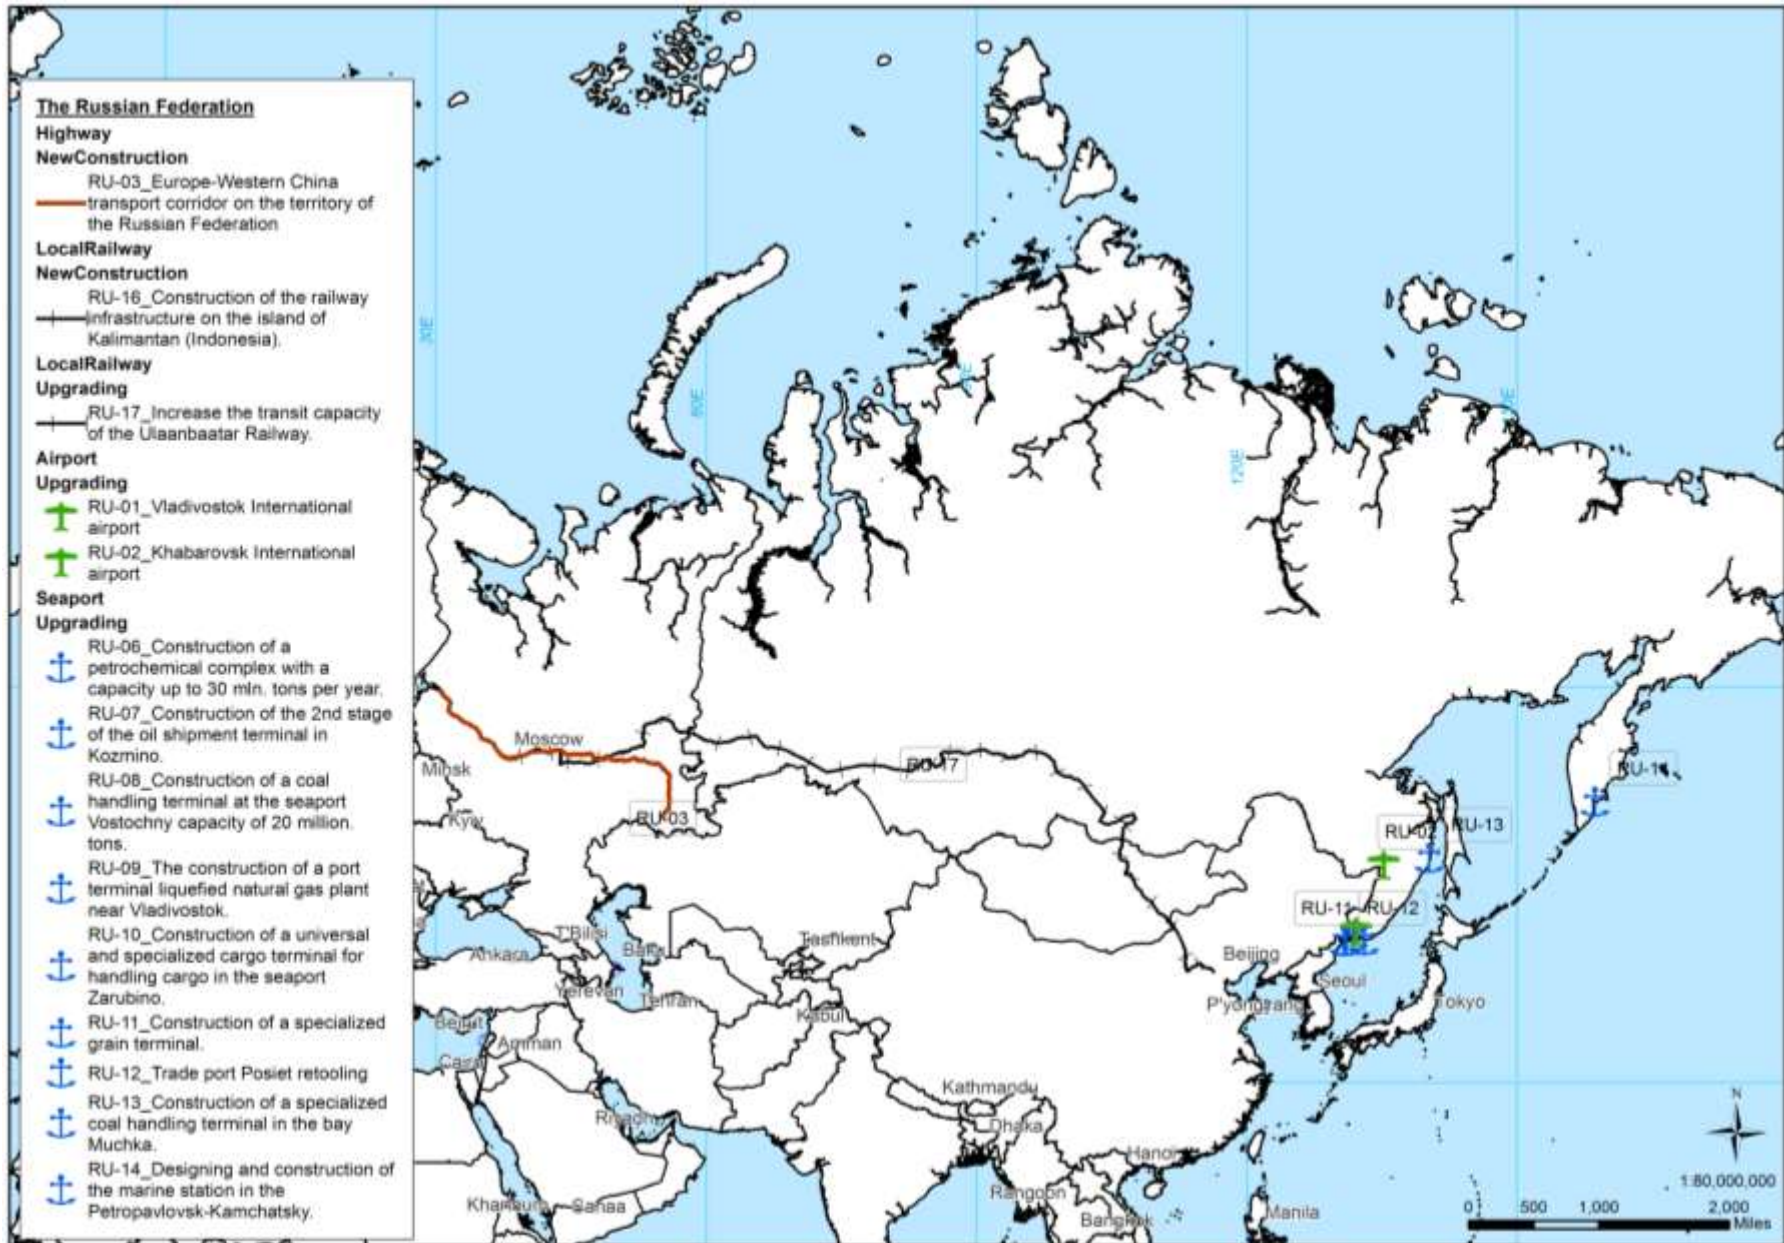 The Russian Federation
Highway
NewConstruction
RU-03_Europe-Western China
transport corridor on the territory of
the Russian Federation
LocalRailway
NewConstruction
RU-16_Construction of the railway
infrastructure on the island of
Kalimantan (Indonesia).
LocalRailway
Upgrading
RU-17_Increase the transit capacity
of the Ulaanbaatar Railway.
Airport
Upgrading
RU-01_Vladivostok International
airport
RU-02_Khabarovsk International
airport
Seaport
Upgrading
RU-06_Construction of a
petrochemical complex with a
capacity up to 30 mln. tons per year.
RU-07_Construction of the 2nd stage
of the oil shipment terminal in
Kozmino.
RU-08_Construction of a coal
handling terminal at the seaport
Vostochny capacity of 20 million.
tons.
RU-09_The construction of a port
terminal liquefied natural gas plant
near Vladivostok.
RU-10_Construction of a universal
and specialized cargo terminal for
handling cargo in the seaport
Zarubino.
RU-11_Construction of a specialized
grain terminal.
RU-12_Trade port Posiet retooling
RU-13_Construction of a specialized
coal handling terminal in the bay
Muchka.
RU-14_Designing and construction of
the marine station in the
Petropavlovsk-Kamchatsky.
30E
60E
120E
Moscow
Minsk
Kyiv
RU-03
RU-17
RU-02
RU-13
RU-11
RU-12
T'Bilisi
Baku
Ankara
Yerevan
Tehran
Tashkent
Kabul
Beirut
Amman
Cairo
Riyadh
Khartoum
Sanaa
Beijing
Seoul
P'yongyang
Tokyo
Kathmandu
Dhaka
Hanoi
Rangoon
Bangkok
Manila
N
1:80,000,000
0 500 1,000 2,000
Miles